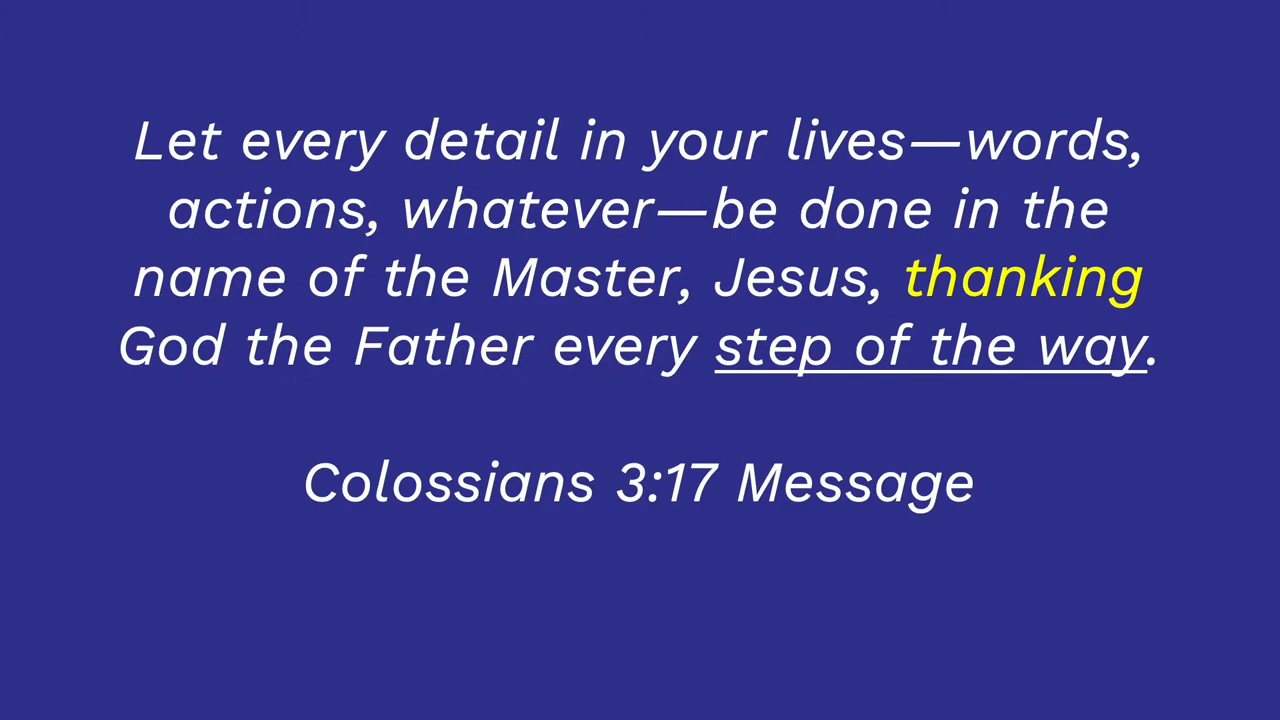 Let every detail in your lives—words,
actions, whatever—be done in the
name of the Master, Jesus, thanking
God the Father every step of the way.
Colossians 3:17 Message